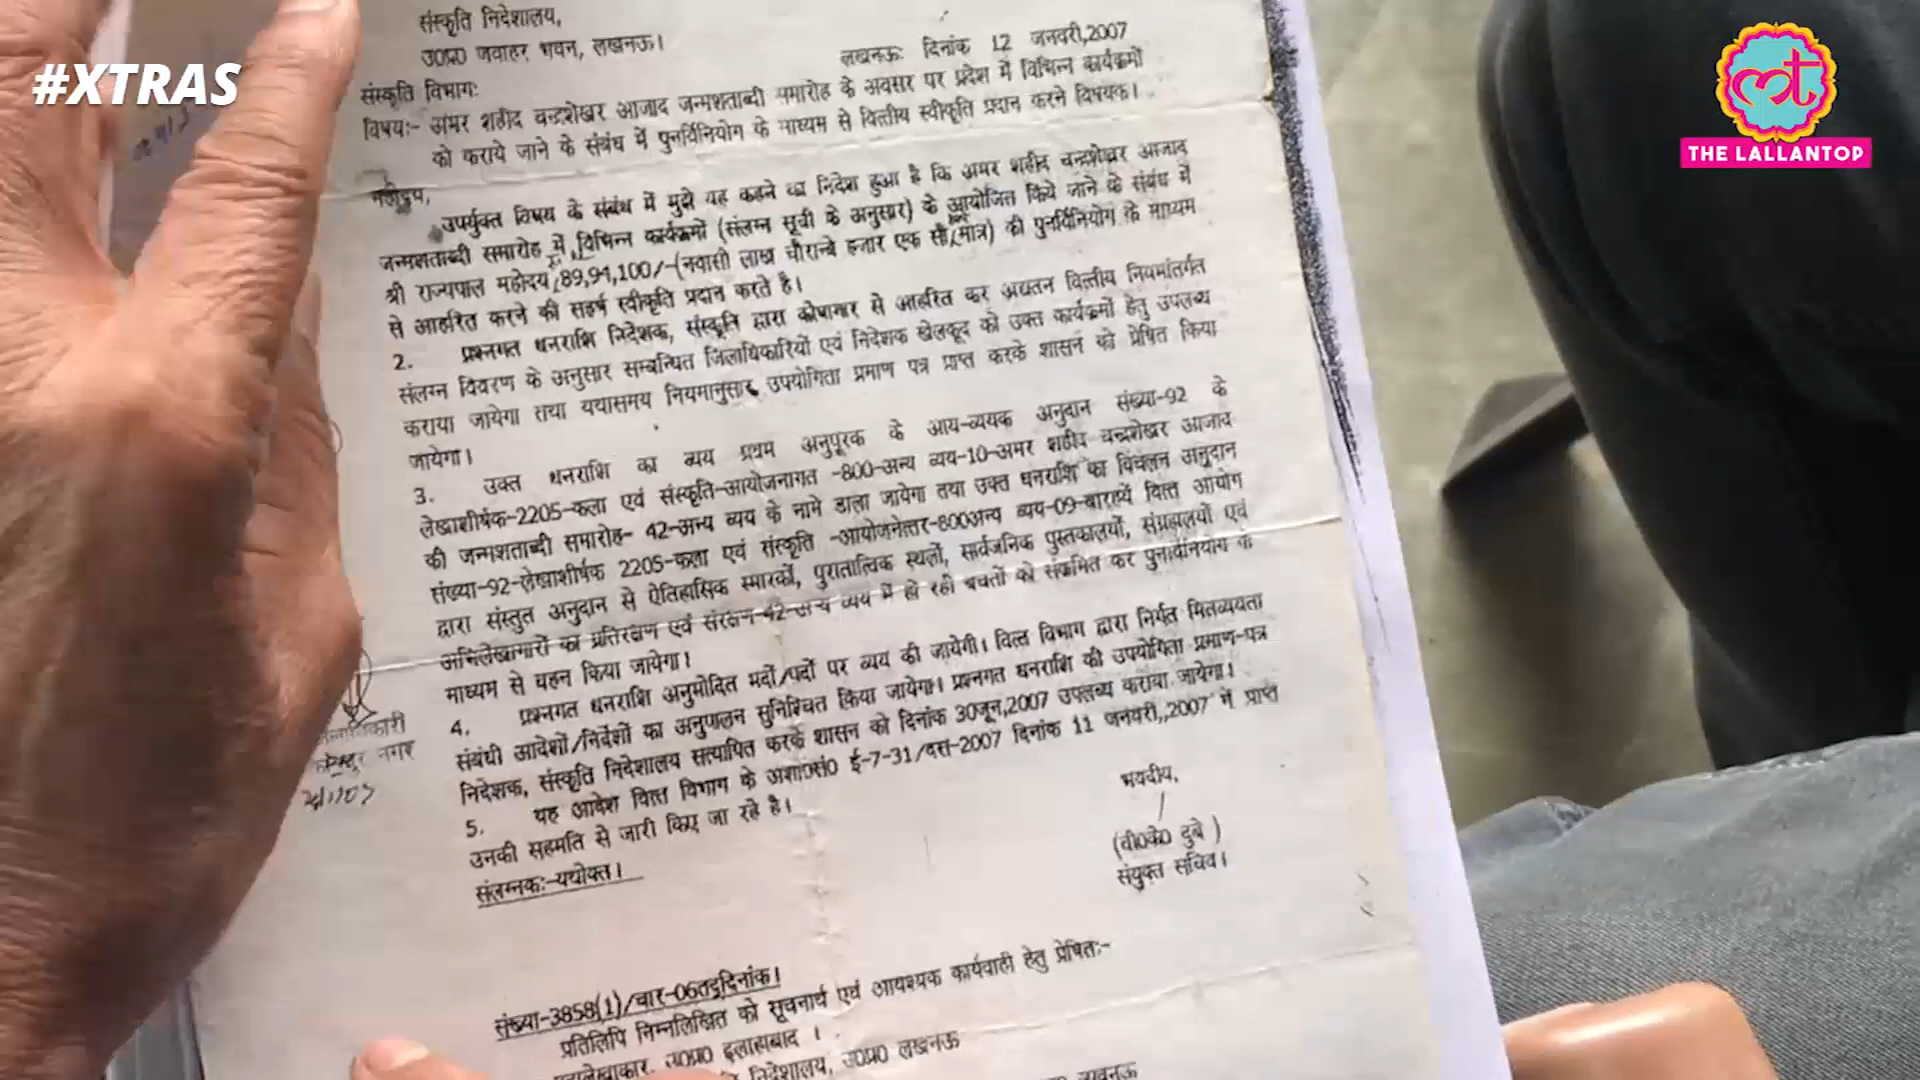 #XTRAS
THE LALLANTOP
संस्कृति निदेशालय,
उ0प्र0 जवाहर भवन, लखनऊ।
लखनऊः दिनांक 12 जनवरी,2007
संस्कृति विभागः
विषयः- अमर शहीद चन्द्रशेखर आजाद जन्मशताब्दी समारोह के अवसर पर प्रदेश में विभिन्न कार्यक्रमों
को कराये जाने के संबंध में पुनर्विनियोग के माध्यम से वित्तीय स्वीकृति प्रदान करने विषयक।
महोदय,
उपर्युक्त विषय के संबंध में मुझे यह कहने का निदेश हुआ है कि अमर शहीद चन्द्रशेखर आजाद
जन्मशताब्दी समारोह में विभिन्न कार्यक्रमों (संलग्न सूची के अनुसार) के आयोजित किये जाने के संबंध में
श्री राज्यपाल महोदय 89,94,100/-(नवासी लाख चौरान्बे हजार एक सौ मात्र) की पुनर्विनियोग के माध्यम
से आहरित करने की सहर्ष स्वीकृति प्रदान करते है।
2. प्रश्नगत धनराशि निदेशक, संस्कृति द्वारा कोषागार से आहरित कर अद्यतन वित्तीय नियमांतर्गत
संलग्न विवरण के अनुसार सम्बन्धित जिलाधिकारियों एवं निदेशक खेलकूद को उक्त कार्यक्रमों हेतु उपलब्ध
कराया जायेगा तथा यथासमय नियमानुसार उपयोगिता प्रमाण पत्र प्राप्त करके शासन को प्रेषित किया
जायेगा।
3. उक्त धनराशि का व्यय प्रथम अनुपूरक के आय-व्ययक अनुदान संख्या-92 के
लेखाशीर्षक-2205-कला एवं संस्कृति-आयोजनागत -800-अन्य व्यय-10-अमर शहीद चन्द्रशेखर आजाद
की जन्मशताब्दी समारोह- 42-अन्य व्यय के नामे डाला जायेगा तथा उक्त धनराशि का विचलन अनुदान
संख्या-92-लेखाशीर्षक 2205-कला एवं संस्कृति -आयोजनेत्तर-800अन्य व्यय-09-बारहवें वित्त आयोग
द्वारा संस्तुत अनुदान से ऐतिहासिक स्मारकों, पुरातात्विक स्थलों, सार्वजनिक पुस्तकालयों, संग्रहालयों एवं
अभिलेखागारों का प्रतिरक्षण एवं संरक्षण-42-अन्य व्यय में हो रही बचतों को संक्रमित कर पुनर्विनियोग के
माध्यम से वहन किया जायेगा।
4. प्रश्नगत धनराशि अनुमोदित मदों/पदों पर व्यय की जायेगी। वित्त विभाग द्वारा निर्गत मितव्ययता
संबंधी आदेशों/निर्देशों का अनुपालन सुनिश्चित किया जायेगा। प्रश्नगत धनराशि की उपयोगिता प्रमाण-पत्र
निदेशक, संस्कृति निदेशालय सत्यापित करके शासन को दिनांक 30जून,2007 उपलब्ध कराया जायेगा।
5. यह आदेश वित्त विभाग के अशा0सं0 ई-7-31/दस-2007 दिनांक 11 जनवरी,,2007 में प्राप्त
उनकी सहमति से जारी किए जा रहे है।
संलग्नकः-यथोक्त।
भवदीय,
(वी0के0 दुबे )
संयुक्त सचिव।
संख्या-3858(1)/चार-06तद्दिनांक।
प्रतिलिपि निम्नलिखित को सूचनार्थ एवं आवश्यक कार्यवाही हेतु प्रेषितः-
उ0प्र0 इलाहाबाद ।
निदेशालय, उ0प्र0 लखनऊ
लखनऊ
नगर